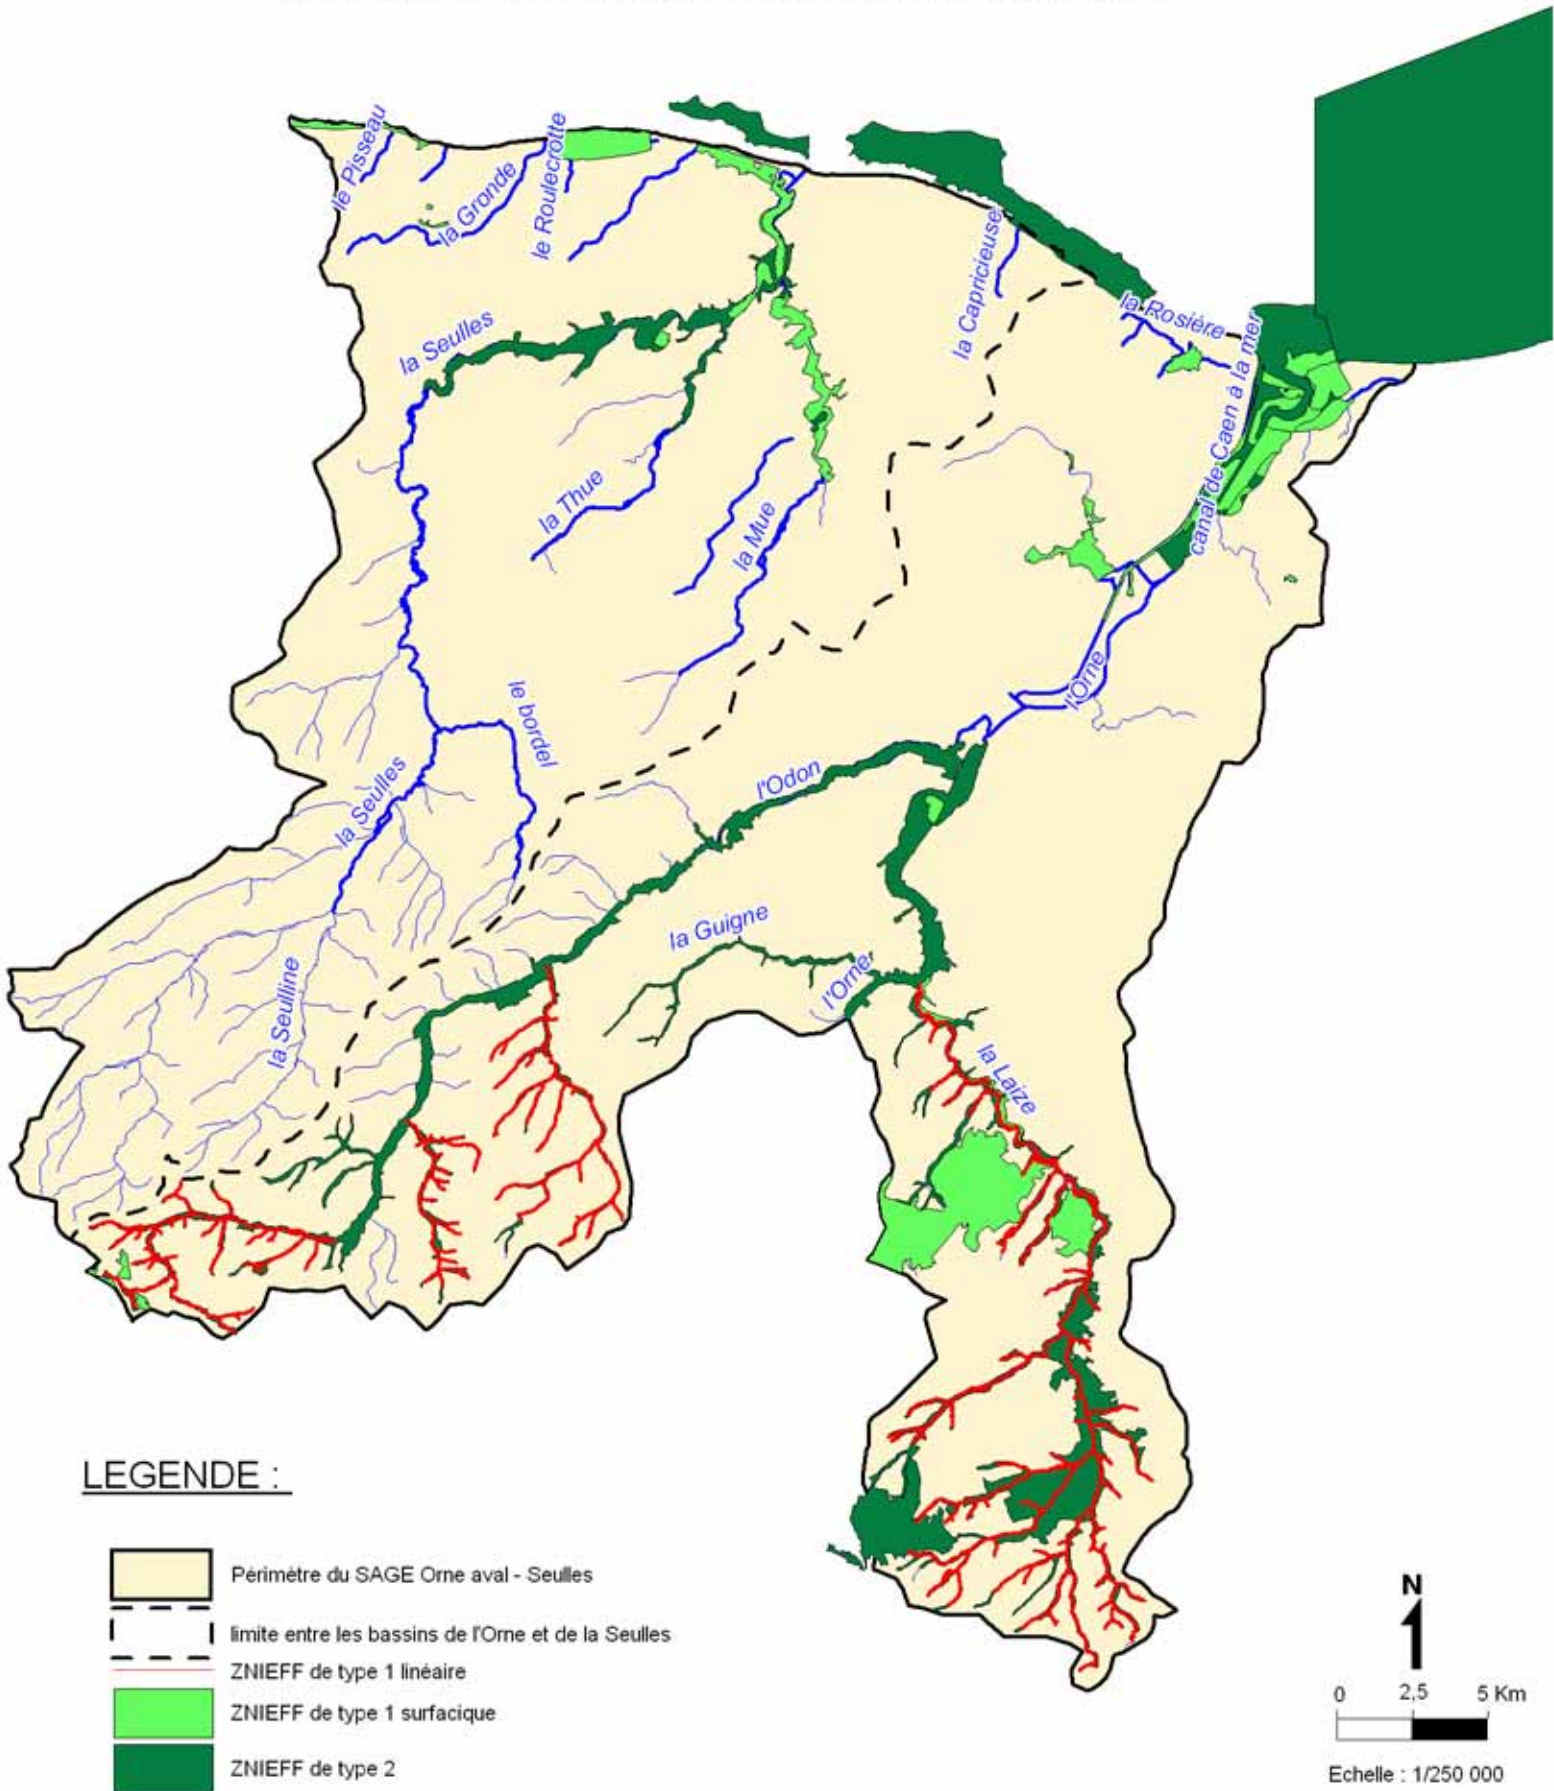 le Pisseau
la Gronde
le Roulecrotte
la Capricieuse
la Rosière
canal de Caen à la mer
la Seulles
la Thue
la Mue
l'Orne
le bordel
la Seulles
l'Odon
la Guigne
l'Orne
la Seulline
la Laize
LEGENDE :
Périmètre du SAGE Orne aval - Seulles
limite entre les bassins de l'Orne et de la Seulles
ZNIEFF de type 1 linéaire
ZNIEFF de type 1 surfacique
ZNIEFF de type 2
N
0 2,5 5 Km
Echelle : 1/250 000